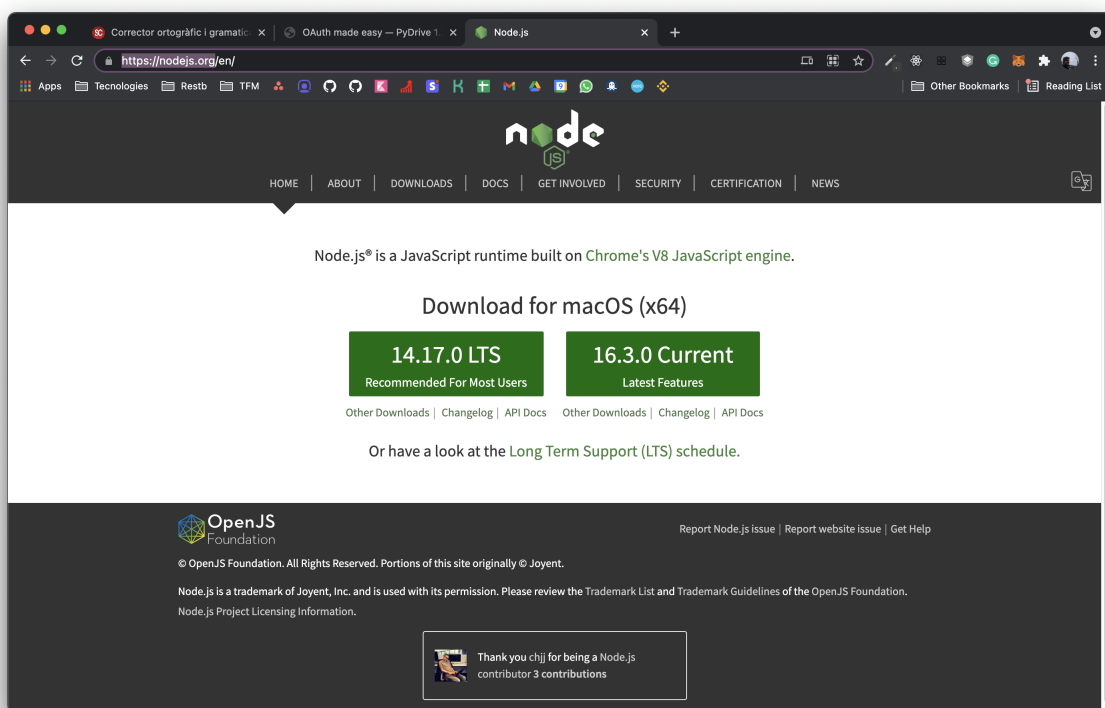 Corrector ortogràfic i gramatic
OAuth made easy — PyDrive 1.
Node.js
https://nodejs.org/en/
Apps
Tecnologies
Restb
TFM
Other Bookmarks
Reading List
node
JS
HOME | ABOUT | DOWNLOADS | DOCS | GET INVOLVED | SECURITY | CERTIFICATION | NEWS
Node.js® is a JavaScript runtime built on Chrome's V8 JavaScript engine.
Download for macOS (x64)
14.17.0 LTS
Recommended For Most Users
16.3.0 Current
Latest Features
Other Downloads | Changelog | API Docs
Other Downloads | Changelog | API Docs
Or have a look at the Long Term Support (LTS) schedule.
OpenJS
Foundation
Report Node.js issue | Report website issue | Get Help
© OpenJS Foundation. All Rights Reserved. Portions of this site originally © Joyent.
Node.js is a trademark of Joyent, Inc. and is used with its permission. Please review the Trademark List and Trademark Guidelines of the OpenJS Foundation.
Node.js Project Licensing Information.
Thank you chjj for being a Node.js
contributor 3 contributions